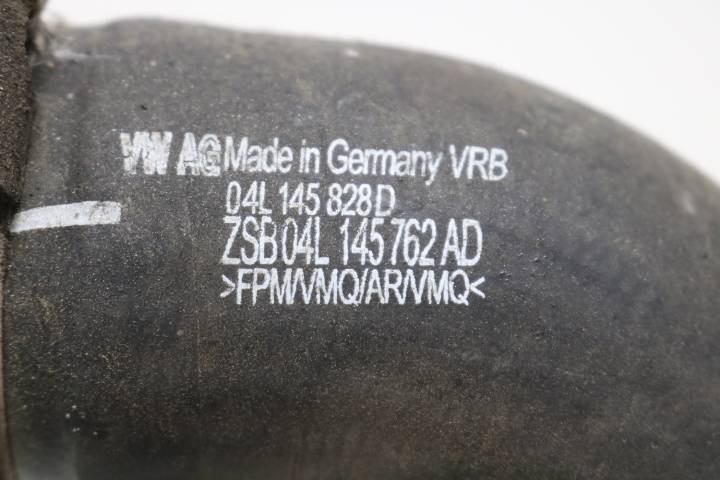 VW AG Made in Germany VRB
04L 145 828 D
ZSB 04L 145 762 AD
>FPM/VMQ/AR/VMQ<